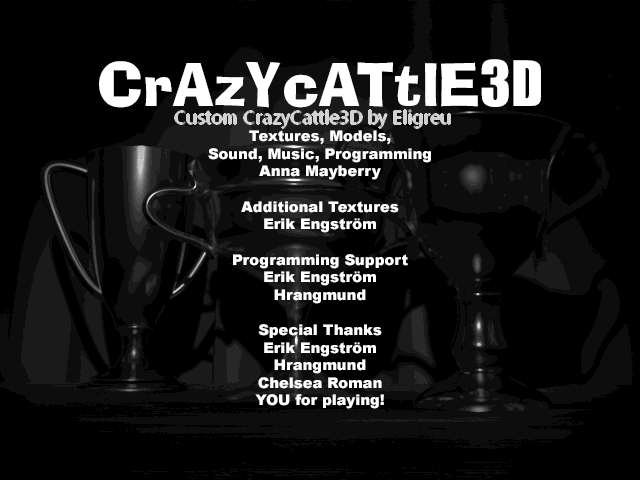 CrAzYcATtlE3D
Custom CrazyCattle3D by Eligreu
Textures, Models,
Sound, Music, Programming
Anna Mayberry
Additional Textures
Erik Engström
Programming Support
Erik Engström
Hrangmund
Special Thanks
Erik Engström
Hrangmund
Chelsea Roman
YOU for playing!